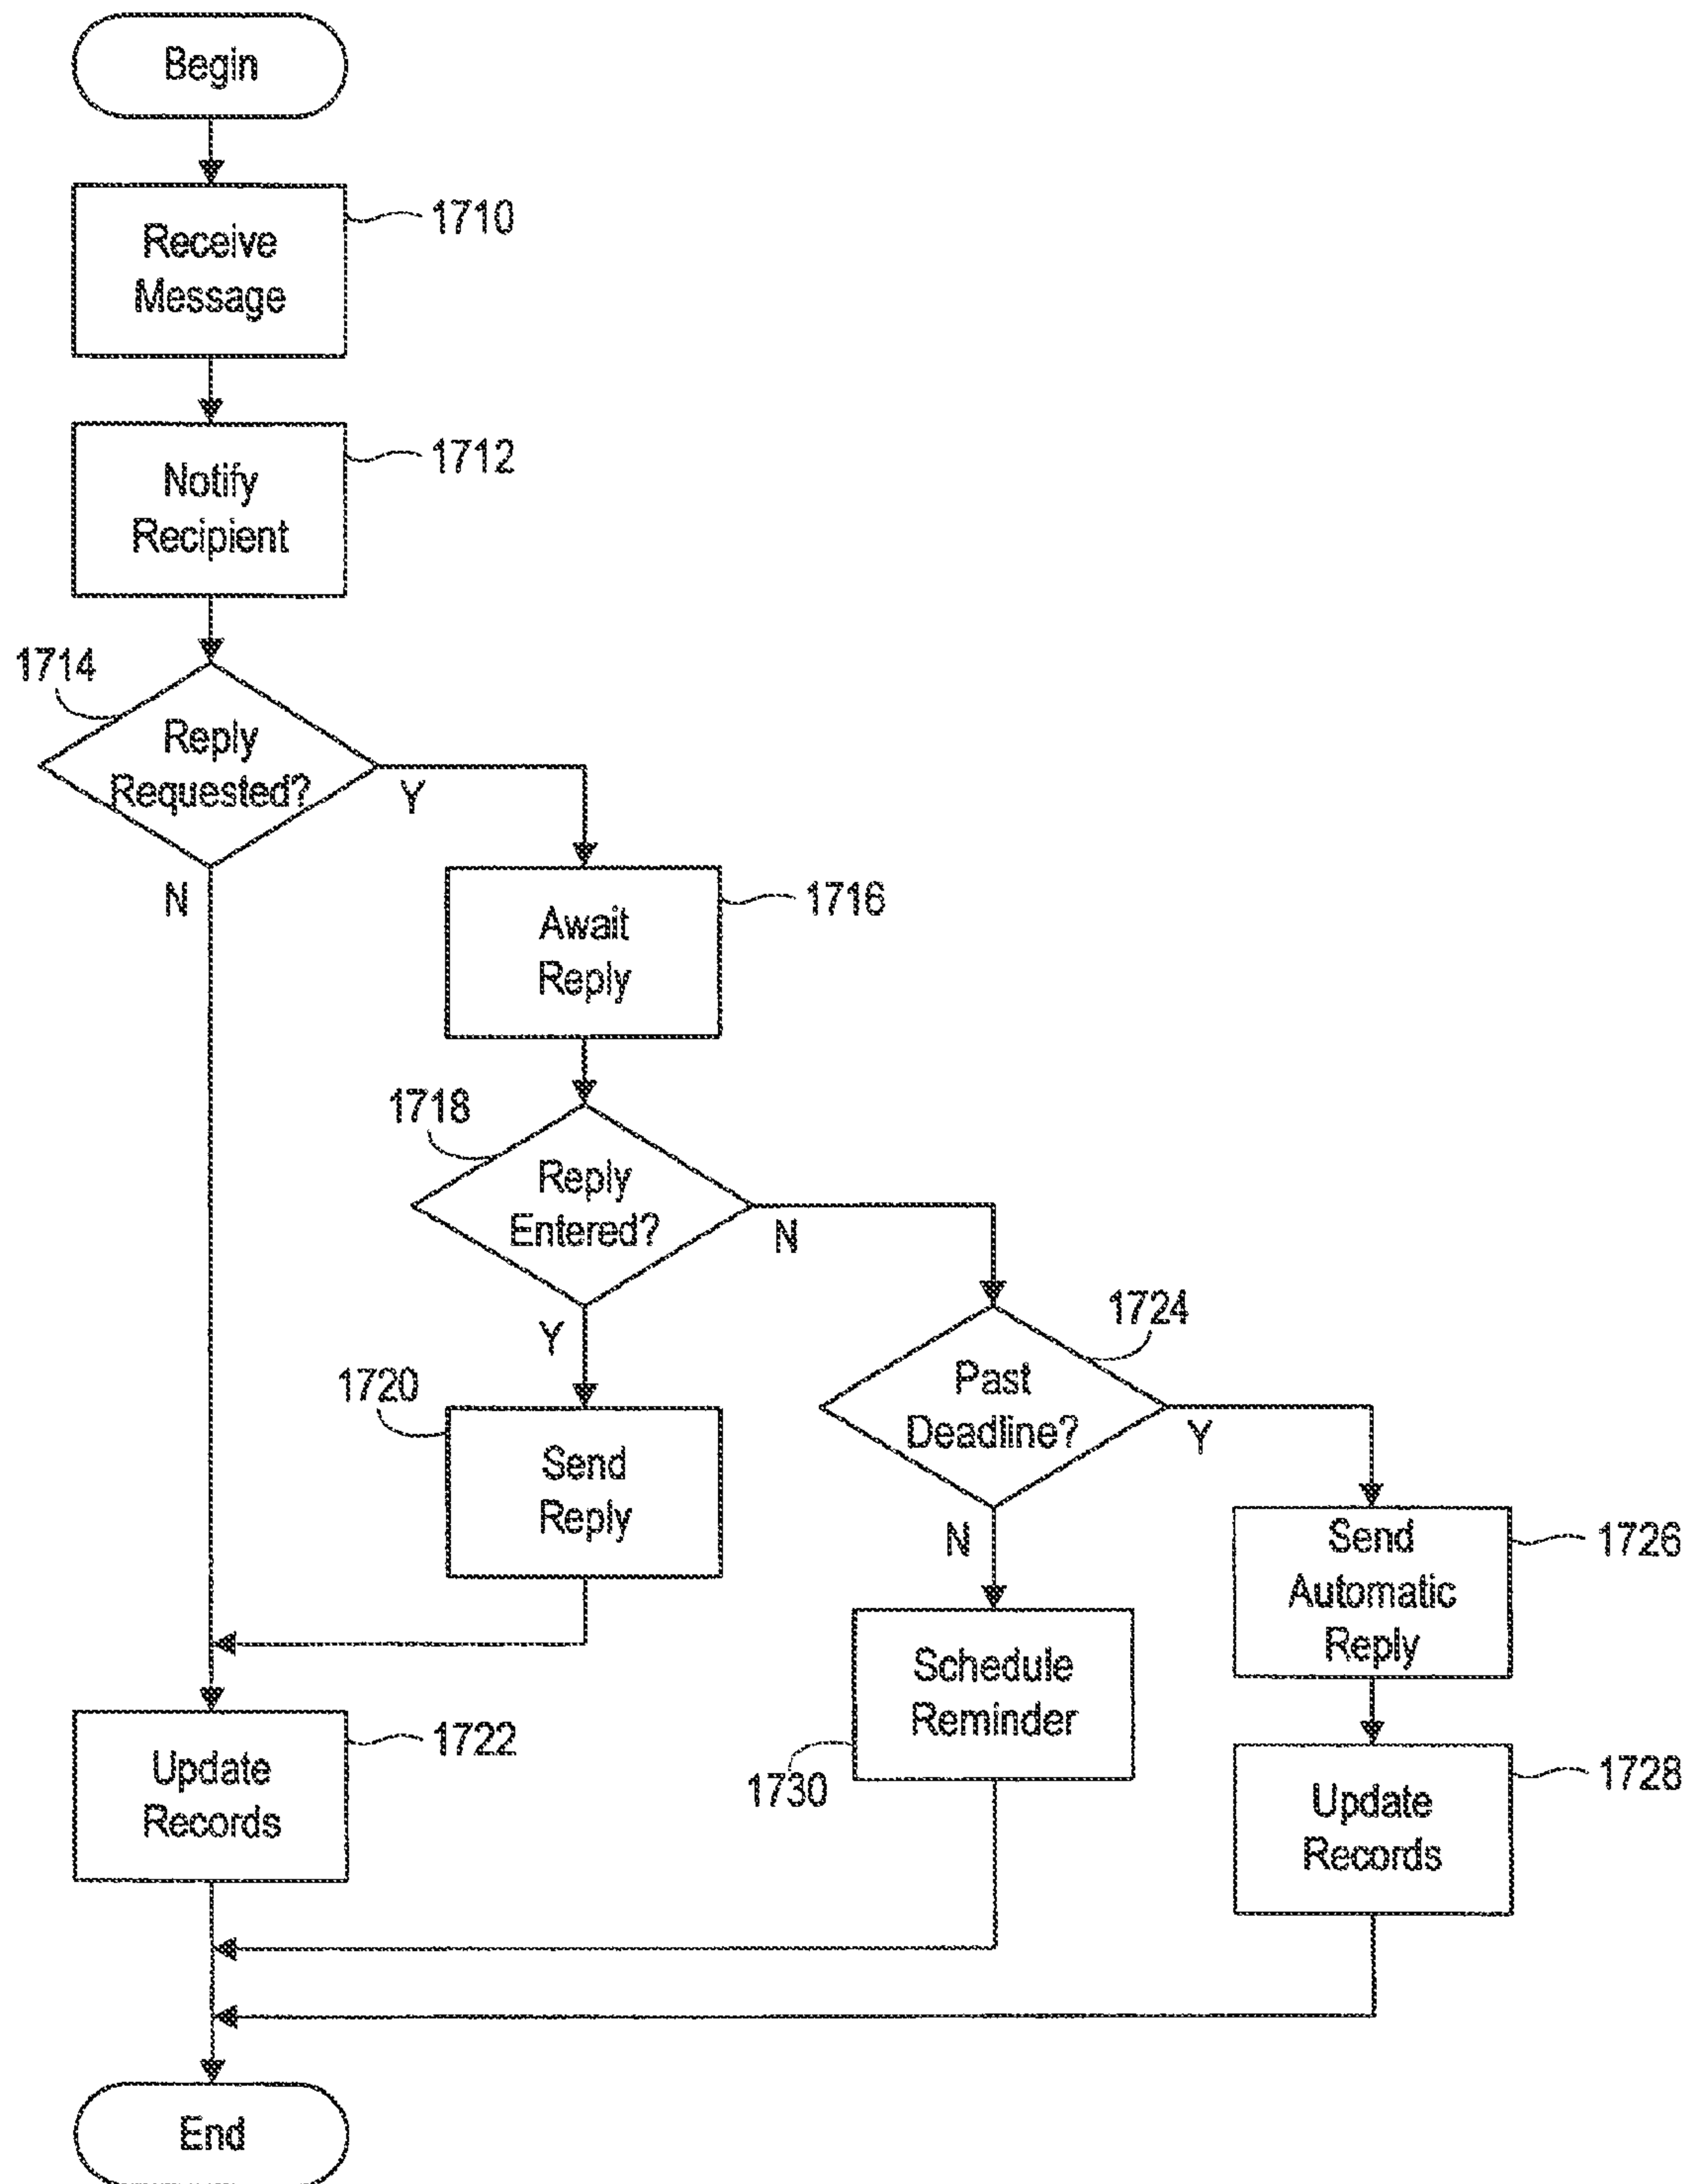 Begin
Receive
Message
1710
Notify
Recipient
1712
1714
Reply
Requested?
Y
N
Await
Reply
1716
1718
Reply
Entered?
N
Y
1720
Send
Reply
1724
Past
Deadline?
Y
N
Send
Automatic
Reply
1726
Schedule
Reminder
1730
Update
Records
1722
Update
Records
1728
End